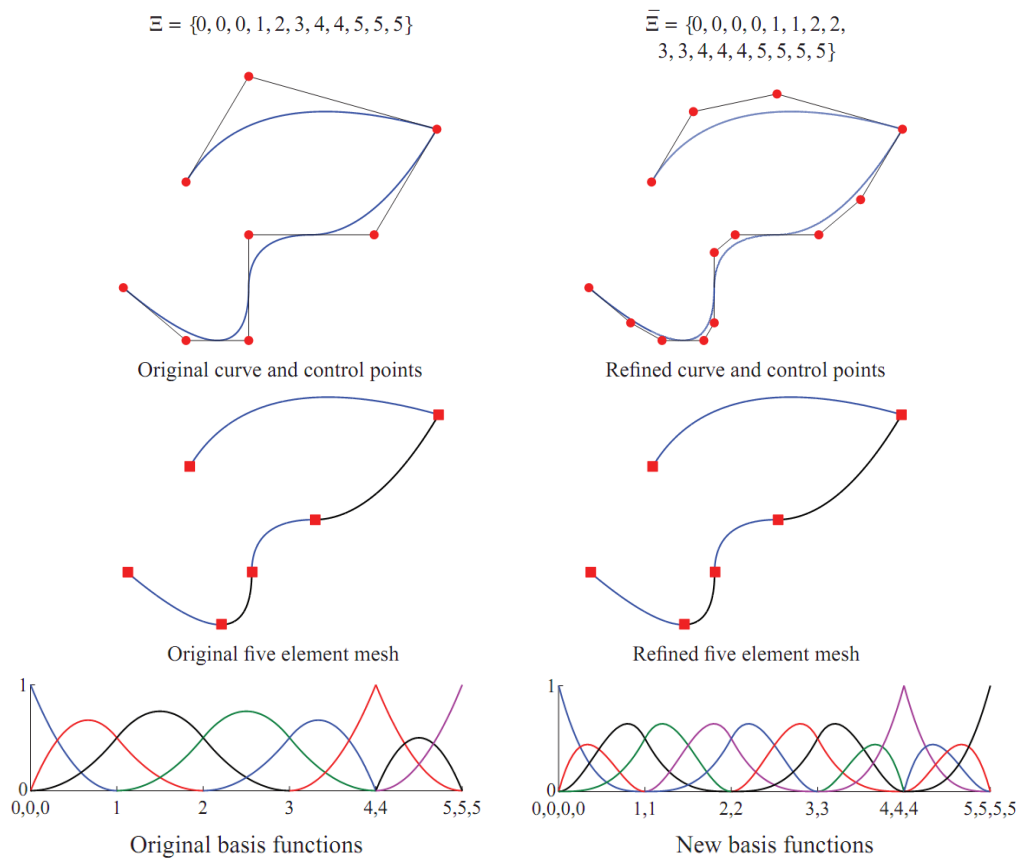 Ξ = {0, 0, 0, 1, 2, 3, 4, 4, 5, 5, 5}
Original curve and control points
Original five element mesh
1
0
0,0,0
1
2
3
4,4
5,5,5
Original basis functions
Ξ̄ = {0, 0, 0, 0, 1, 1, 2, 2,
3, 3, 4, 4, 4, 5, 5, 5, 5}
Refined curve and control points
Refined five element mesh
1
0
0,0,0,0
1,1
2,2
3,3
4,4,4
5,5,5,5
New basis functions